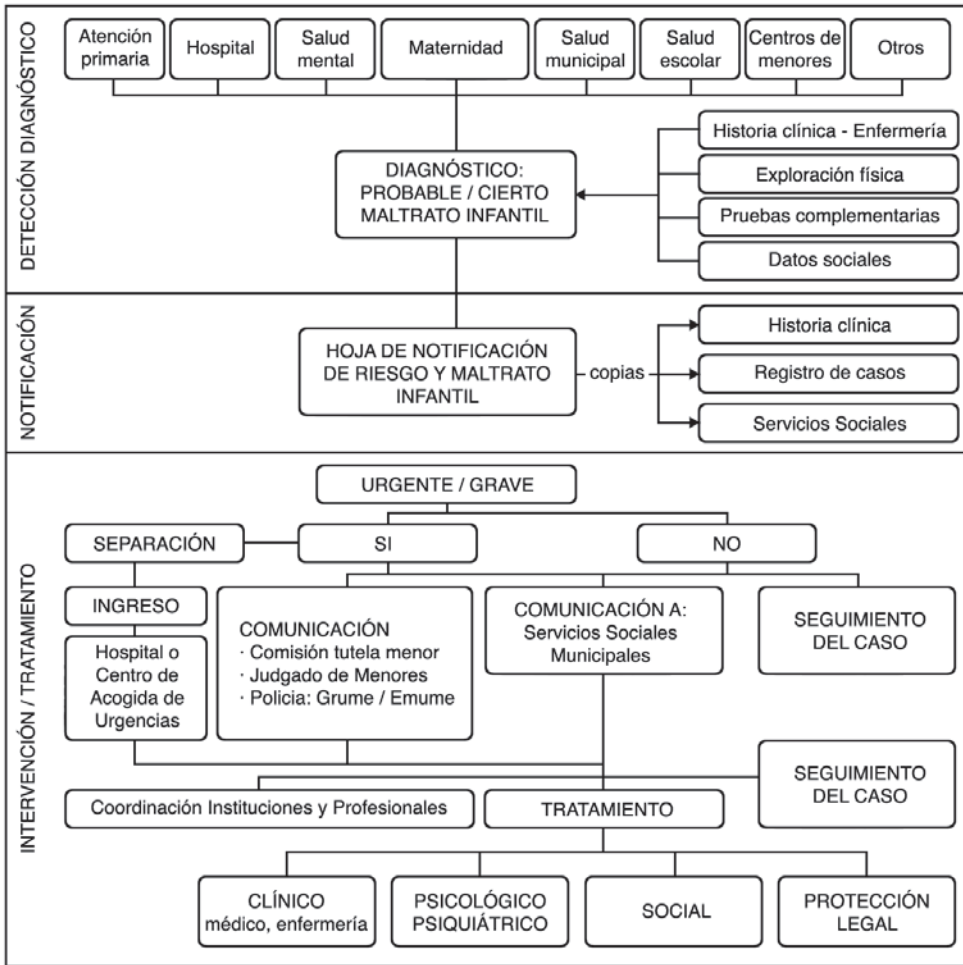 DETECCIÓN DIAGNÓSTICO
Atención
primaria
Hospital
Salud
mental
Maternidad
Salud
municipal
Salud
escolar
Centros de
menores
Otros
DIAGNÓSTICO:
PROBABLE / CIERTO
MALTRATO INFANTIL
Historia clínica - Enfermería
Exploración física
Pruebas complementarias
Datos sociales
NOTIFICACIÓN
HOJA DE NOTIFICACIÓN
DE RIESGO Y MALTRATO
INFANTIL
copias
Historia clínica
Registro de casos
Servicios Sociales
INTERVENCIÓN / TRATAMIENTO
URGENTE / GRAVE
SEPARACIÓN
SI
NO
INGRESO
Hospital o
Centro de
Acogida de
Urgencias
COMUNICACIÓN
· Comisión tutela menor
· Judgado de Menores
· Policia: Grume / Emume
COMUNICACIÓN A:
Servicios Sociales
Municipales
SEGUIMIENTO
DEL CASO
Coordinación Instituciones y Profesionales
TRATAMIENTO
SEGUIMIENTO
DEL CASO
CLÍNICO
médico, enfermería
PSICOLÓGICO
PSIQUIÁTRICO
SOCIAL
PROTECCIÓN
LEGAL